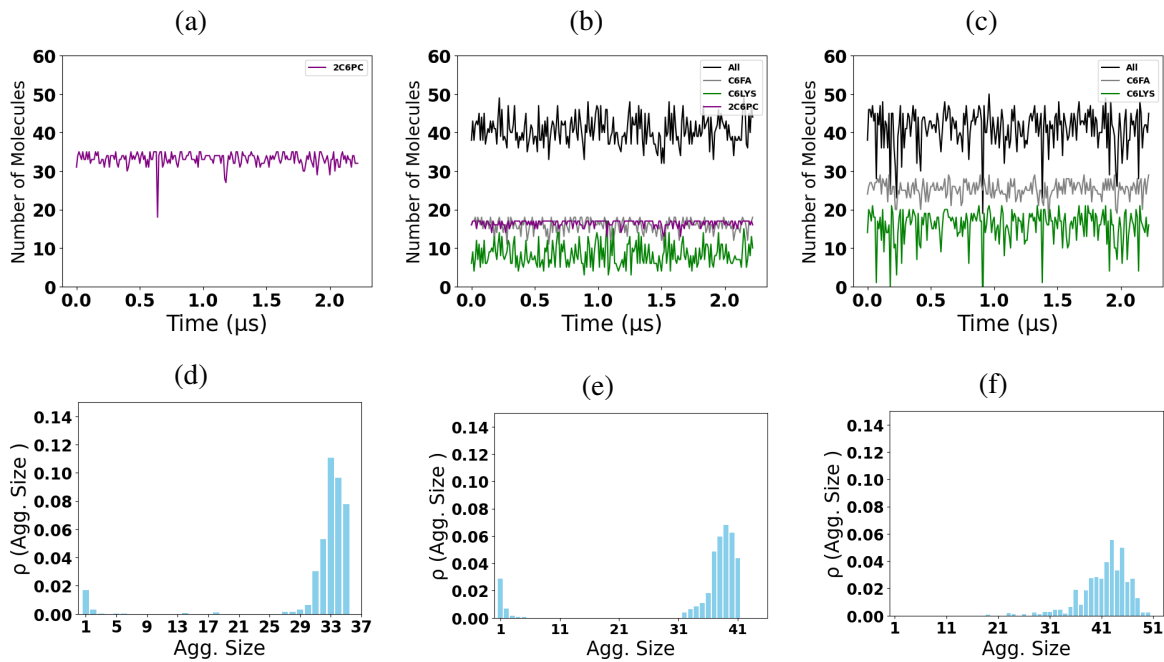 (a)
(b)
(c)
60
50
40
30
20
10
0
Number of Molecules
2C6PC
0.0 0.5 1.0 1.5 2.0
Time (μs)
60
50
40
30
20
10
0
Number of Molecules
All
C6FA
C6LYS
2C6PC
0.0 0.5 1.0 1.5 2.0
Time (μs)
60
50
40
30
20
10
0
Number of Molecules
All
C6FA
C6LYS
0.0 0.5 1.0 1.5 2.0
Time (μs)
(d)
(e)
(f)
0.14
0.12
0.10
0.08
0.06
0.04
0.02
0.00
ρ (Agg. Size )
1 5 9 13 17 21 25 29 33 37
Agg. Size
0.14
0.12
0.10
0.08
0.06
0.04
0.02
0.00
ρ (Agg. Size )
1 11 21 31 41
Agg. Size
0.14
0.12
0.10
0.08
0.06
0.04
0.02
0.00
ρ (Agg. Size )
1 11 21 31 41 51
Agg. Size